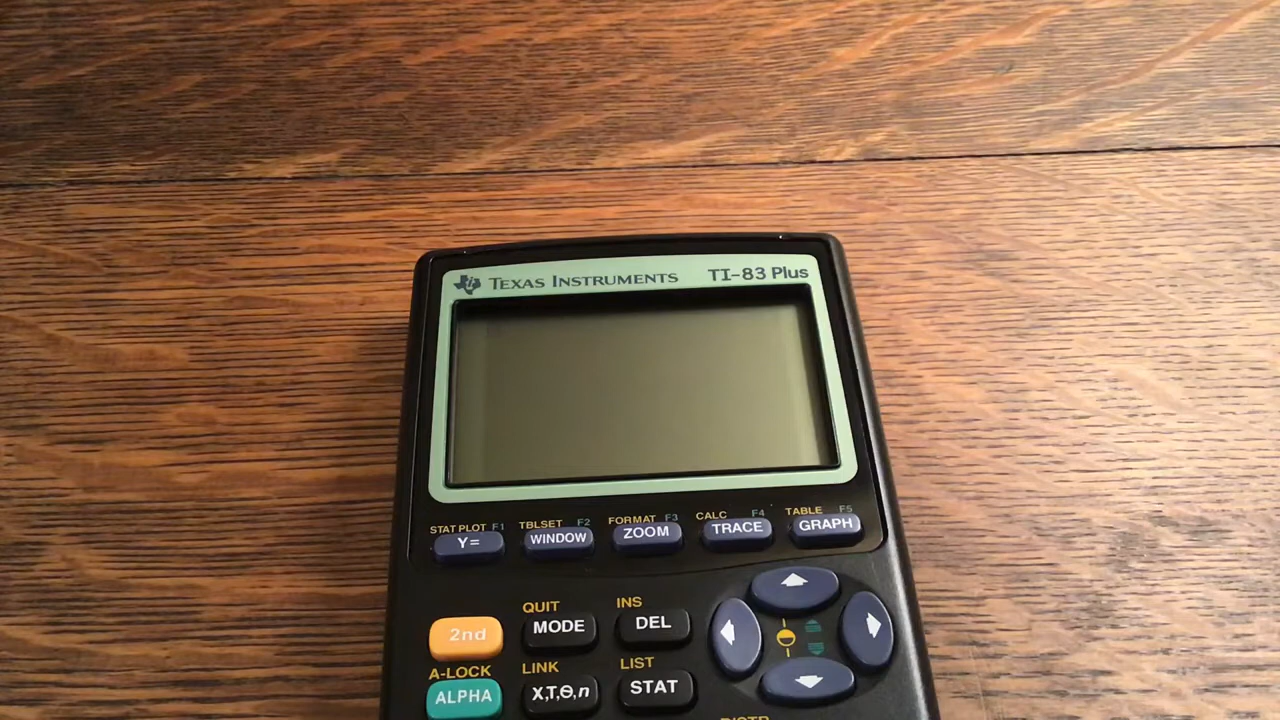 TEXAS INSTRUMENTS TI-83 Plus
STAT PLOT F1 TBLSET F2 FORMAT F3 CALC F4 TABLE F5
Y= WINDOW ZOOM TRACE GRAPH
QUIT INS
2nd MODE DEL
A-LOCK LINK LIST
ALPHA X,T,Θ,n STAT
DISTR